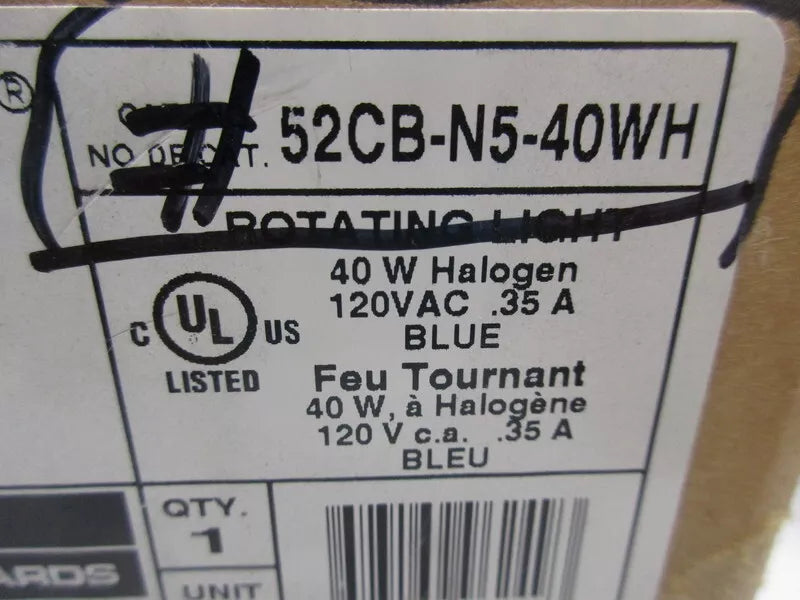 ®
#
NO DE CAT. 52CB-N5-40WH
ROTATING LIGHT
40 W Halogen
120VAC .35 A
BLUE
C UL US
LISTED
Feu Tournant
40 W, à Halogène
120 V c.a. .35 A
BLEU
QTY.
1
ARDS
UNIT